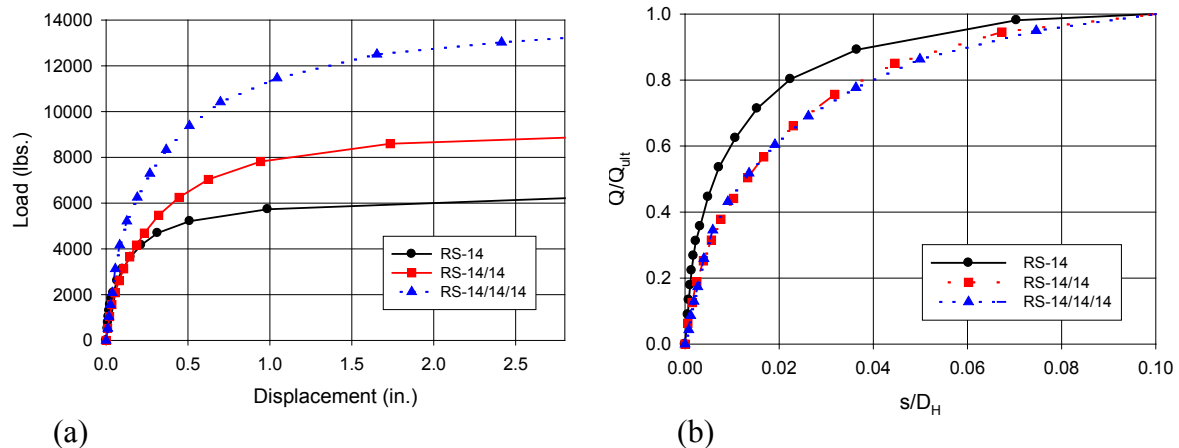 14000
12000
10000
8000
6000
4000
2000
0
Load (lbs.)
0.0 0.5 1.0 1.5 2.0 2.5
Displacement (in.)
RS-14
RS-14/14
RS-14/14/14
(a)
1.0
0.8
0.6
0.4
0.2
0.0
Q/Qult
0.00 0.02 0.04 0.06 0.08 0.10
s/DH
RS-14
RS-14/14
RS-14/14/14
(b)